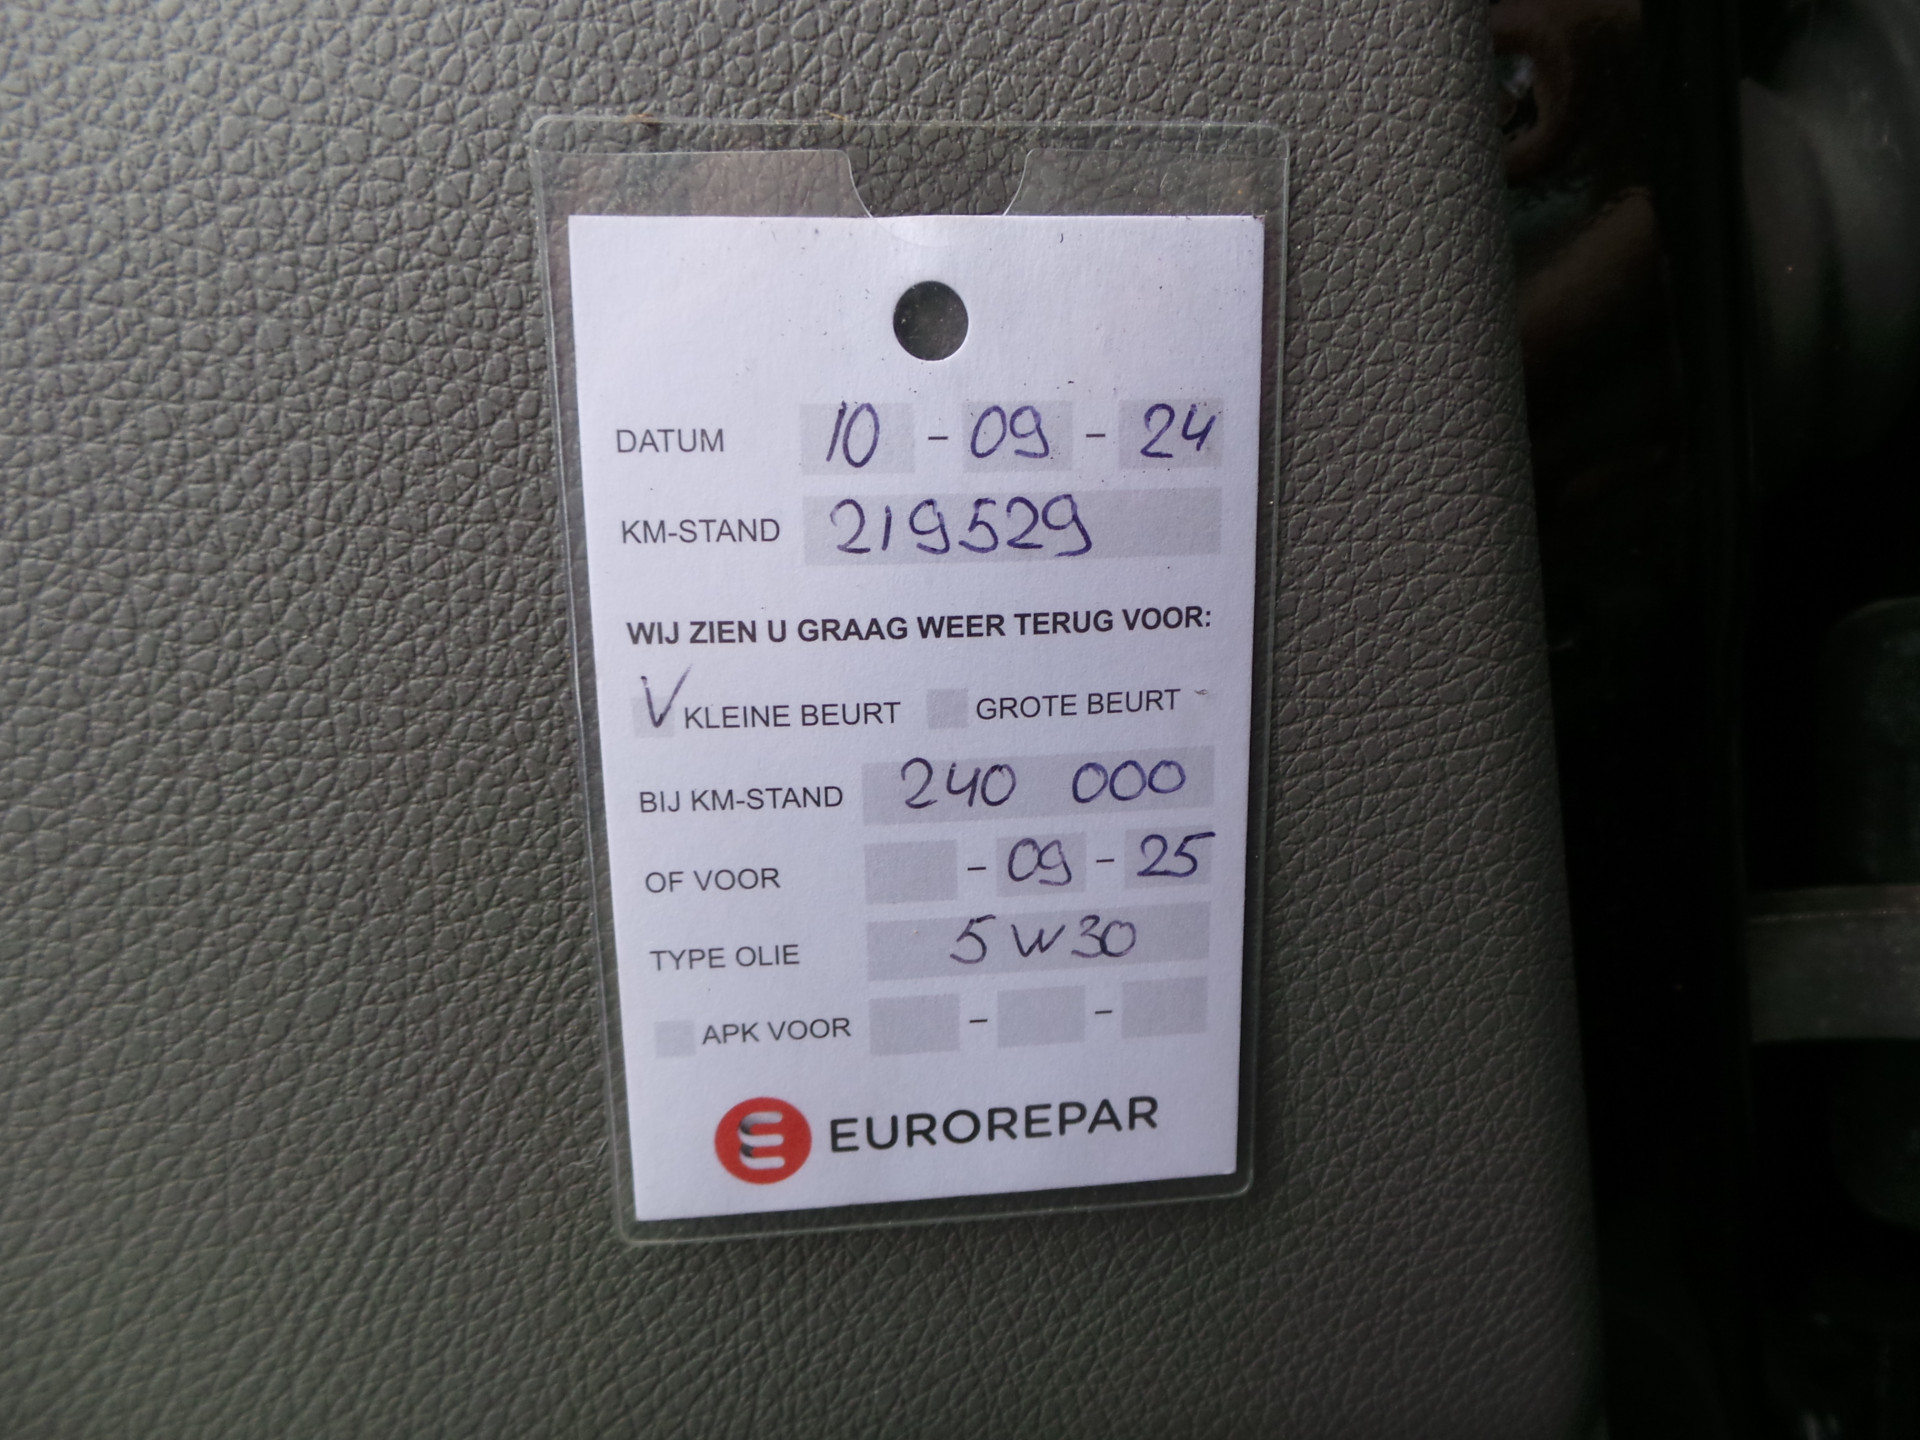 DATUM 10 - 09 - 24
KM-STAND 219529
WIJ ZIEN U GRAAG WEER TERUG VOOR:
V KLEINE BEURT GROTE BEURT
BIJ KM-STAND 240 000
OF VOOR - 09 - 25
TYPE OLIE 5W30
APK VOOR - -
EUROREPAR